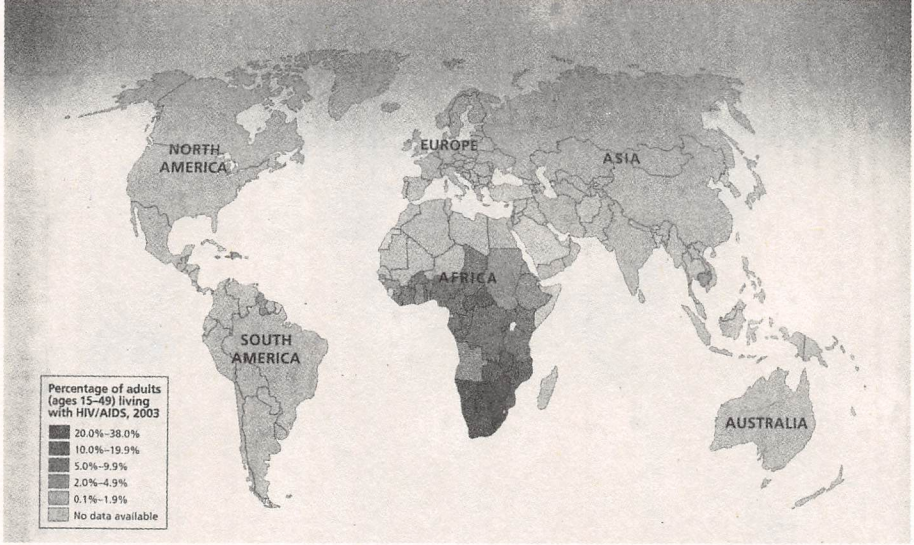 NORTH
AMERICA
EUROPE
ASIA
AFRICA
SOUTH
AMERICA
AUSTRALIA
Percentage of adults
(ages 15–49) living
with HIV/AIDS, 2003
20.0%–38.0%
10.0%–19.9%
5.0%–9.9%
2.0%–4.9%
0.1%–1.9%
No data available